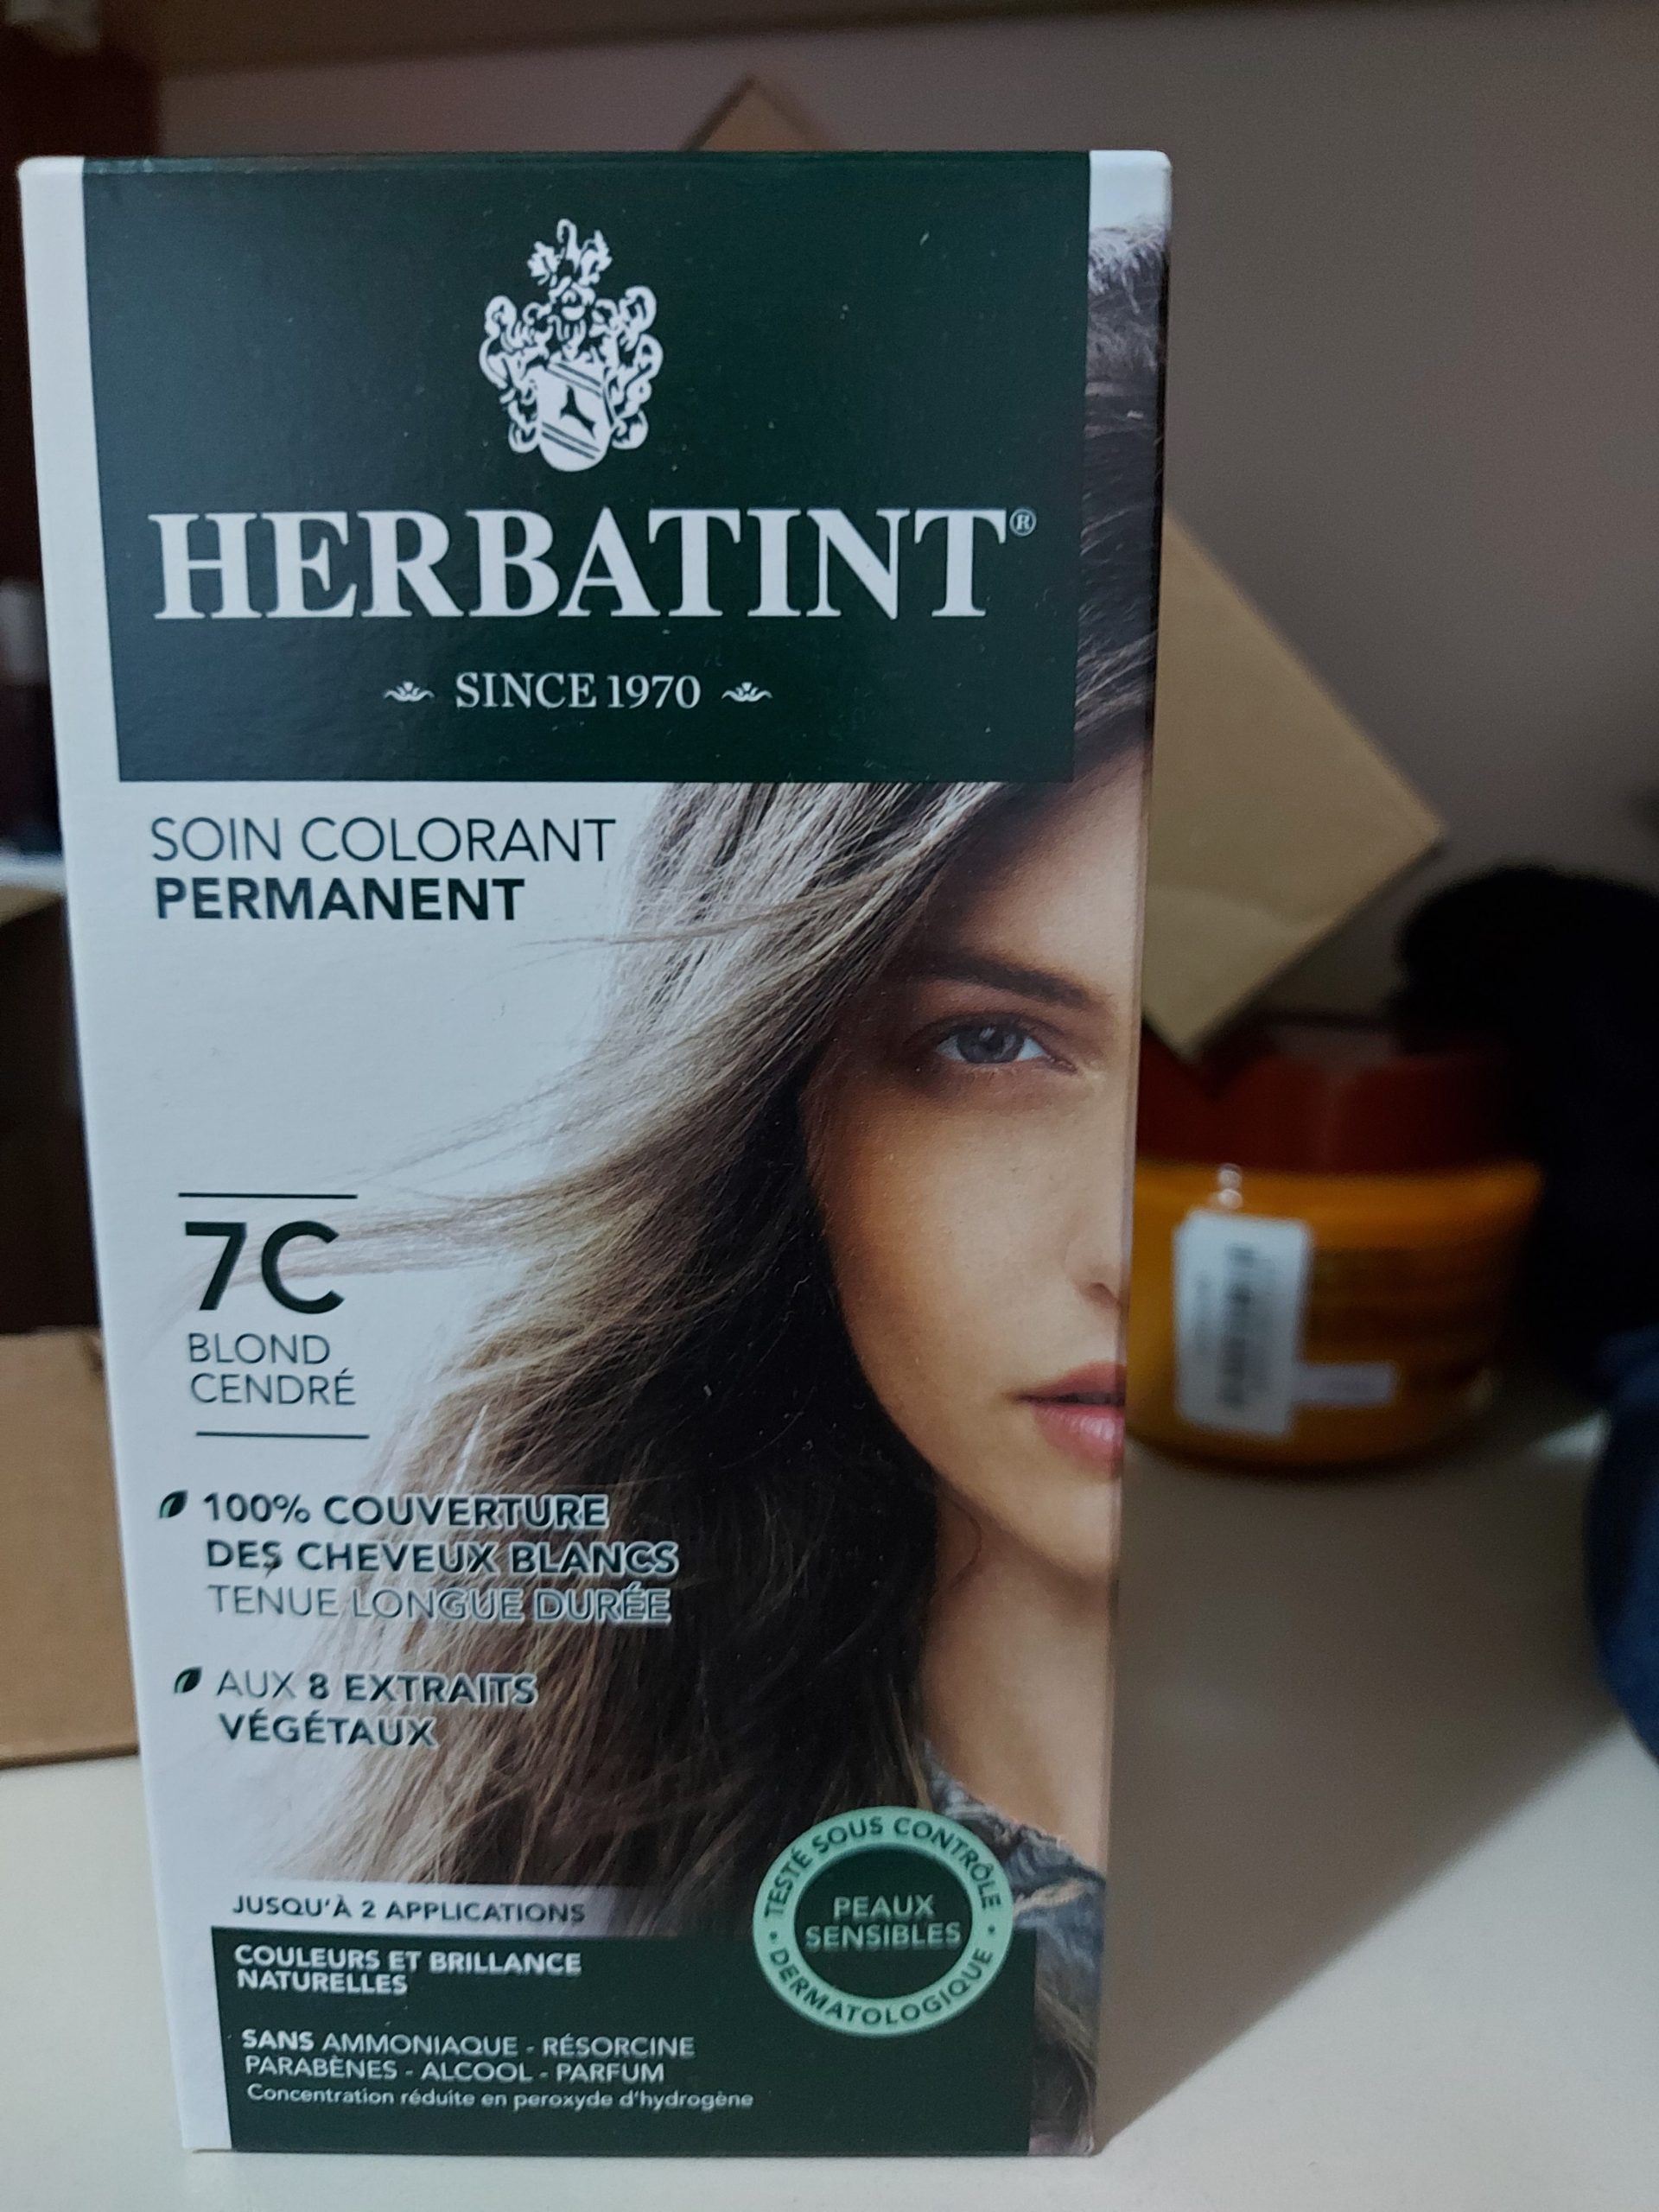 HERBATINT®
SINCE 1970
SOIN COLORANT
PERMANENT
7C
BLOND
CENDRÉ
100% COUVERTURE
DES CHEVEUX BLANCS
TENUE LONGUE DURÉE
AUX 8 EXTRAITS
VÉGÉTAUX
TESTÉ SOUS CONTRÔLE
PEAUX
SENSIBLES
• DERMATOLOGIQUE •
JUSQU'À 2 APPLICATIONS
COULEURS ET BRILLANCE
NATURELLES
SANS AMMONIAQUE - RÉSORCINE
PARABÈNES - ALCOOL - PARFUM
Concentration réduite en peroxyde d'hydrogène